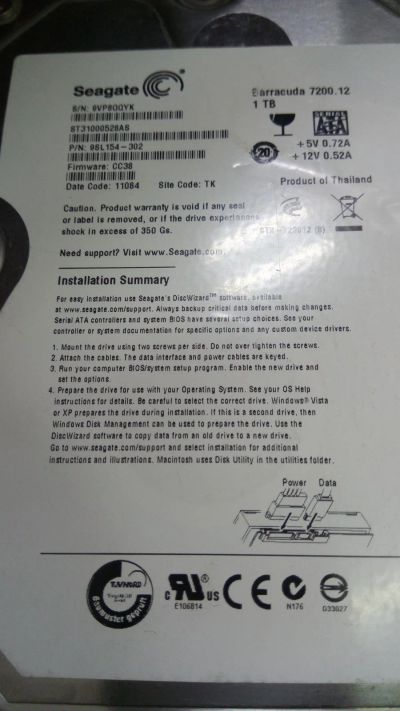 Seagate
Barracuda 7200.12
1 TB
S/N: 9VP8QQYK
ST31000528AS
P/N: 9SL154-302
Firmware: CC38
Date Code: 11084 Site Code: TK
SERIAL
ATA
20
+5V 0.72A
+12V 0.52A
Product of Thailand
Caution. Product warranty is void if any seal
or label is removed, or if the drive experiences
shock in excess of 350 Gs.
Need support? Visit www.Seagate.com
Installation Summary
For easy installation use Seagate's DiscWizard™ software, available
at www.seagate.com/support. Always backup critical data before making changes.
Serial ATA controllers and system BIOS have several setup choices. See your
controller or system documentation for specific options and any custom device drivers.
1. Mount the drive using two screws per side. Do not over tighten the screws.
2. Attach the cables. The data interface and power cables are keyed.
3. Run your computer BIOS/system setup program. Enable the new drive and
set the options.
4. Prepare the drive for use with your Operating System. See your OS Help
instructions for details. Be careful to select the correct drive. Windows® Vista
or XP prepares the drive during installation. If this is a second drive, then
Windows Disk Management can be used to prepare the drive. Use the
DiscWizard software to copy data from an old drive to a new drive.
Go to www.seagate.com/support and select installation for additional
instructions and illustrations. Macintosh uses Disk Utility in the utilities folder.
Power Data
TUV NORD
Baumuster geprüft
c RU ® US
E106814
CE
N176
D33027